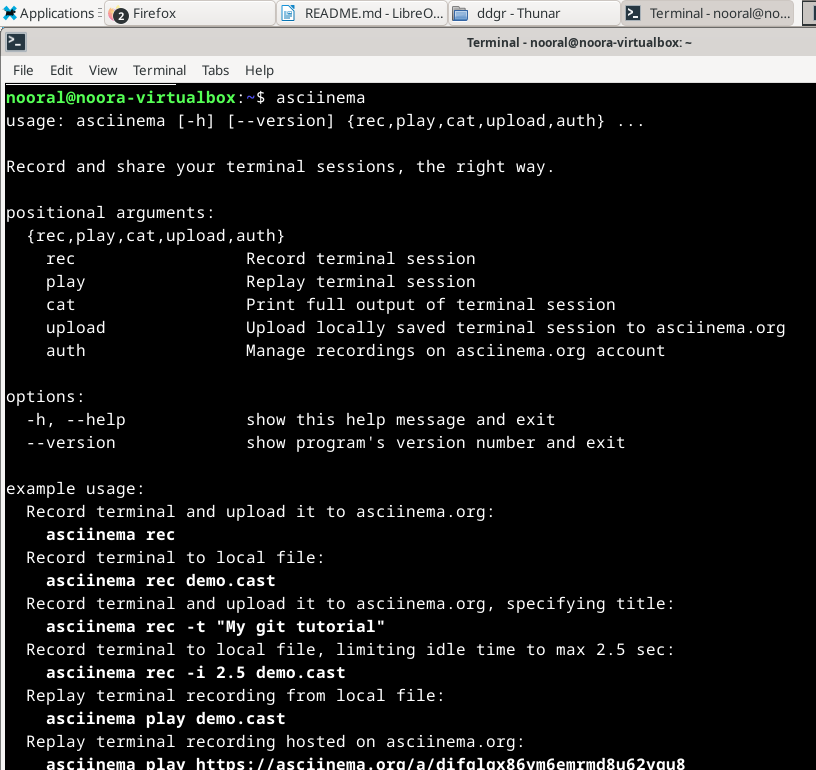 Applications
2 Firefox
README.md - LibreO...
ddgr - Thunar
Terminal - nooral@no...
Terminal - nooral@noora-virtualbox: ~
File Edit View Terminal Tabs Help
nooral@noora-virtualbox:~$ asciinema
usage: asciinema [-h] [--version] {rec,play,cat,upload,auth} ...
Record and share your terminal sessions, the right way.
positional arguments:
{rec,play,cat,upload,auth}
rec Record terminal session
play Replay terminal session
cat Print full output of terminal session
upload Upload locally saved terminal session to asciinema.org
auth Manage recordings on asciinema.org account
options:
-h, --help show this help message and exit
--version show program's version number and exit
example usage:
Record terminal and upload it to asciinema.org:
asciinema rec
Record terminal to local file:
asciinema rec demo.cast
Record terminal and upload it to asciinema.org, specifying title:
asciinema rec -t "My git tutorial"
Record terminal to local file, limiting idle time to max 2.5 sec:
asciinema rec -i 2.5 demo.cast
Replay terminal recording from local file:
asciinema play demo.cast
Replay terminal recording hosted on asciinema.org:
asciinema play